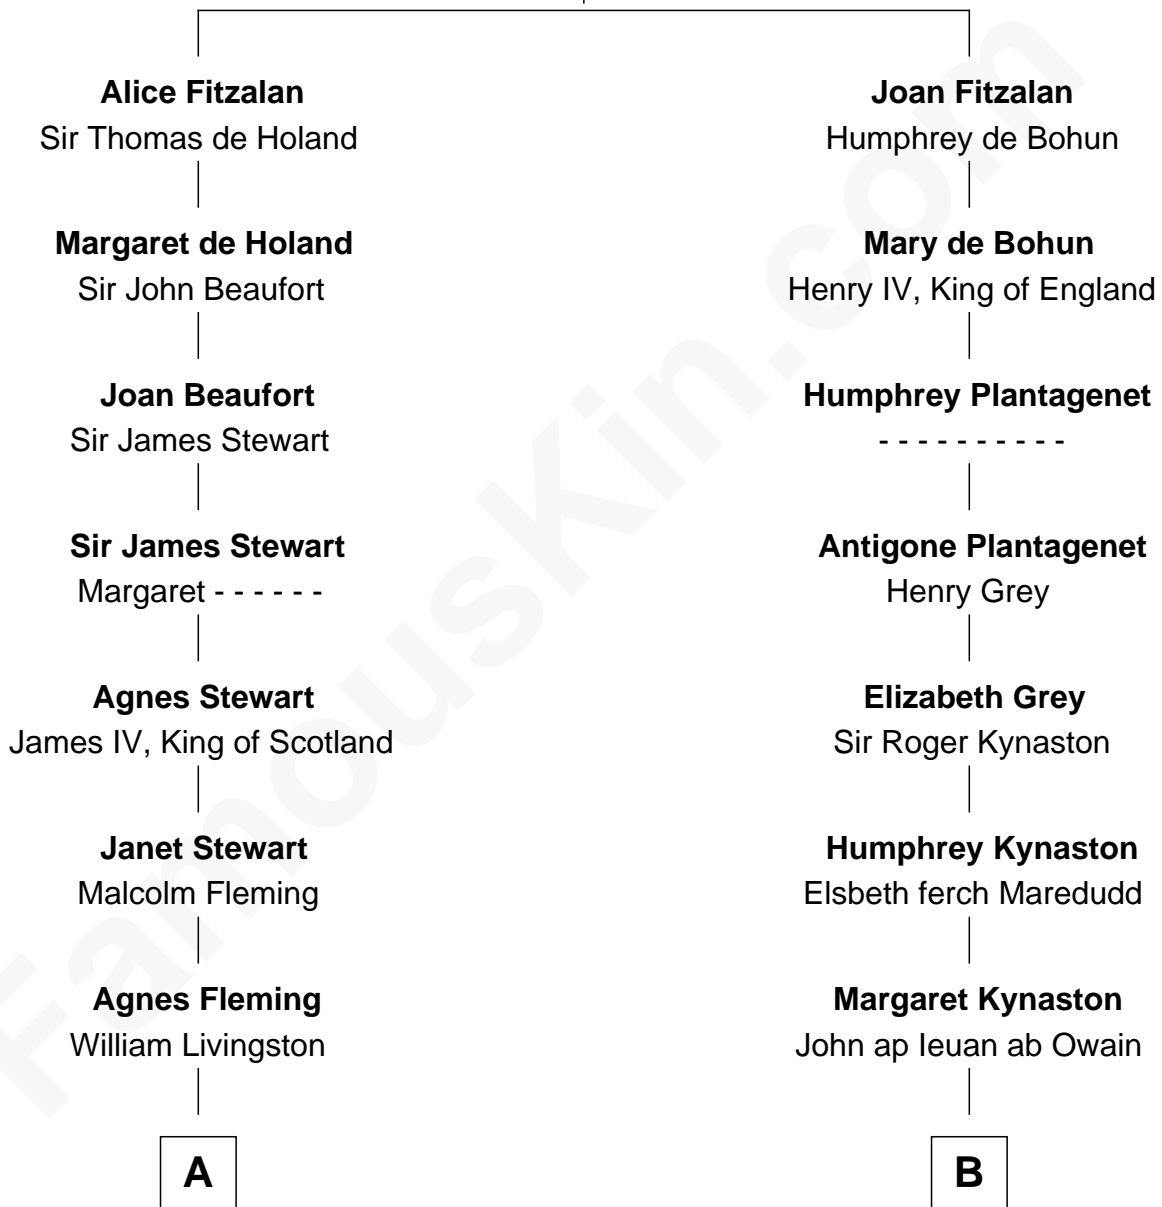 Alice Fitzalan
Sir Thomas de Holand
Margaret de Holand
Sir John Beaufort
Joan Beaufort
Sir James Stewart
Sir James Stewart
Margaret - - - - - -
Agnes Stewart
James IV, King of Scotland
Janet Stewart
Malcolm Fleming
Agnes Fleming
William Livingston
A
Joan Fitzalan
Humphrey de Bohun
Mary de Bohun
Henry IV, King of England
Humphrey Plantagenet
- - - - - - - - - -
Antigone Plantagenet
Henry Grey
Elizabeth Grey
Sir Roger Kynaston
Humphrey Kynaston
Elsbeth ferch Maredudd
Margaret Kynaston
John ap Ieuan ab Owain
B
FamousKin.com